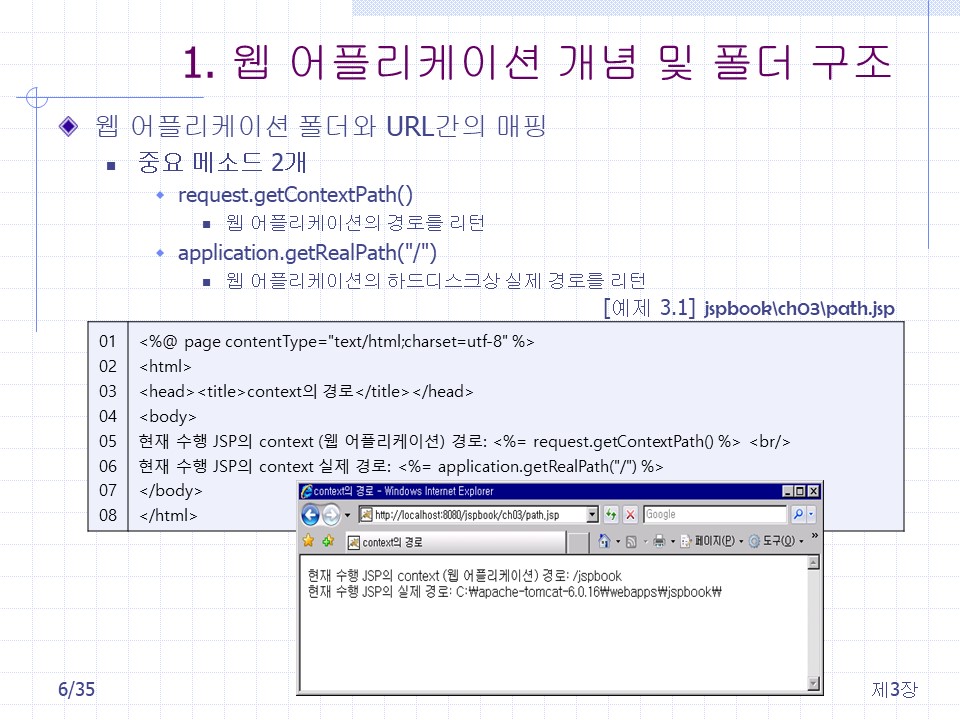 1. 웹 어플리케이션 개념 및 폴더 구조
웹 어플리케이션 폴더와 URL간의 매핑
중요 메소드 2개
request.getContextPath()
웹 어플리케이션의 경로를 리턴
application.getRealPath("/")
웹 어플리케이션의 하드디스크상 실제 경로를 리턴
[예제 3.1] jspbook\ch03\path.jsp
01 <%@ page contentType="text/html;charset=utf-8" %>
02 <html>
03 <head><title>context의 경로</title></head>
04 <body>
05 현재 수행 JSP의 context (웹 어플리케이션) 경로: <%= request.getContextPath() %> <br/>
06 현재 수행 JSP의 context 실제 경로: <%= application.getRealPath("/") %>
07 </body>
08 </html>
context의 경로 - Windows Internet Explorer
http://localhost:8080/jspbook/ch03/path.jsp
Google
context의 경로
페이지(P)
도구(O)
현재 수행 JSP의 context (웹 어플리케이션) 경로: /jspbook
현재 수행 JSP의 실제 경로: C:₩apache-tomcat-6.0.16₩webapps₩jspbook₩
6/35
제3장